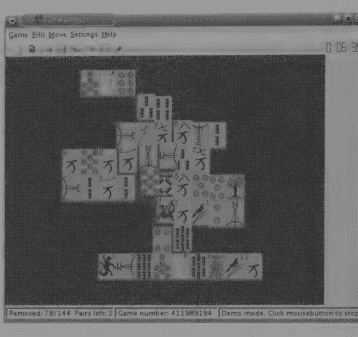 Game Edit Move Settings Help
Removed: 78/144 Pairs left: 2 Game number: 411989194 Demo mode. Click mousebutton to stop